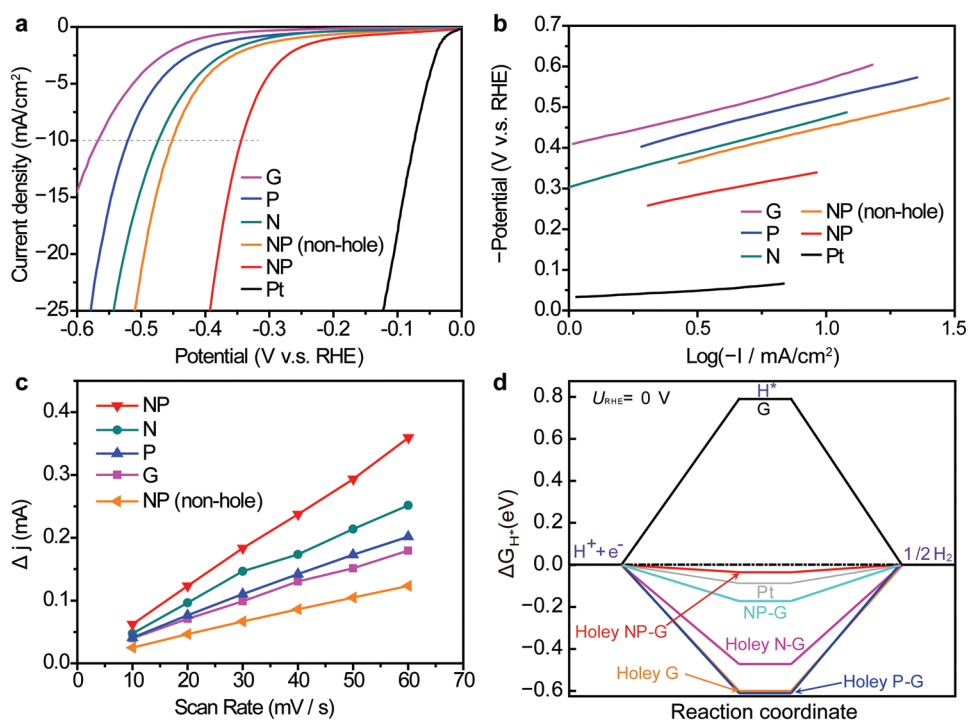 a
0
−5
−10
−15
−20
−25
Current density (mA/cm²)
-0.6 -0.5 -0.4 -0.3 -0.2 -0.1 0.0
Potential (V v.s. RHE)
G
P
N
NP (non-hole)
NP
Pt
b
0.7
0.6
0.5
0.4
0.3
0.2
0.1
0.0
−Potential (V v.s. RHE)
0.0 0.5 1.0 1.5
Log(−I / mA/cm²)
G NP (non-hole)
P NP
N Pt
c
0.4
0.3
0.2
0.1
0.0
Δj (mA)
0 10 20 30 40 50 60 70
Scan Rate (mV / s)
NP
N
P
G
NP (non-hole)
d
0.8
0.6
0.4
0.2
0.0
−0.2
−0.4
−0.6
ΔG_H* (eV)
U_RHE = 0 V
H*
G
H⁺+e⁻
1/2 H₂
Pt
NP-G
Holey NP-G
Holey N-G
Holey G
Holey P-G
Reaction coordinate